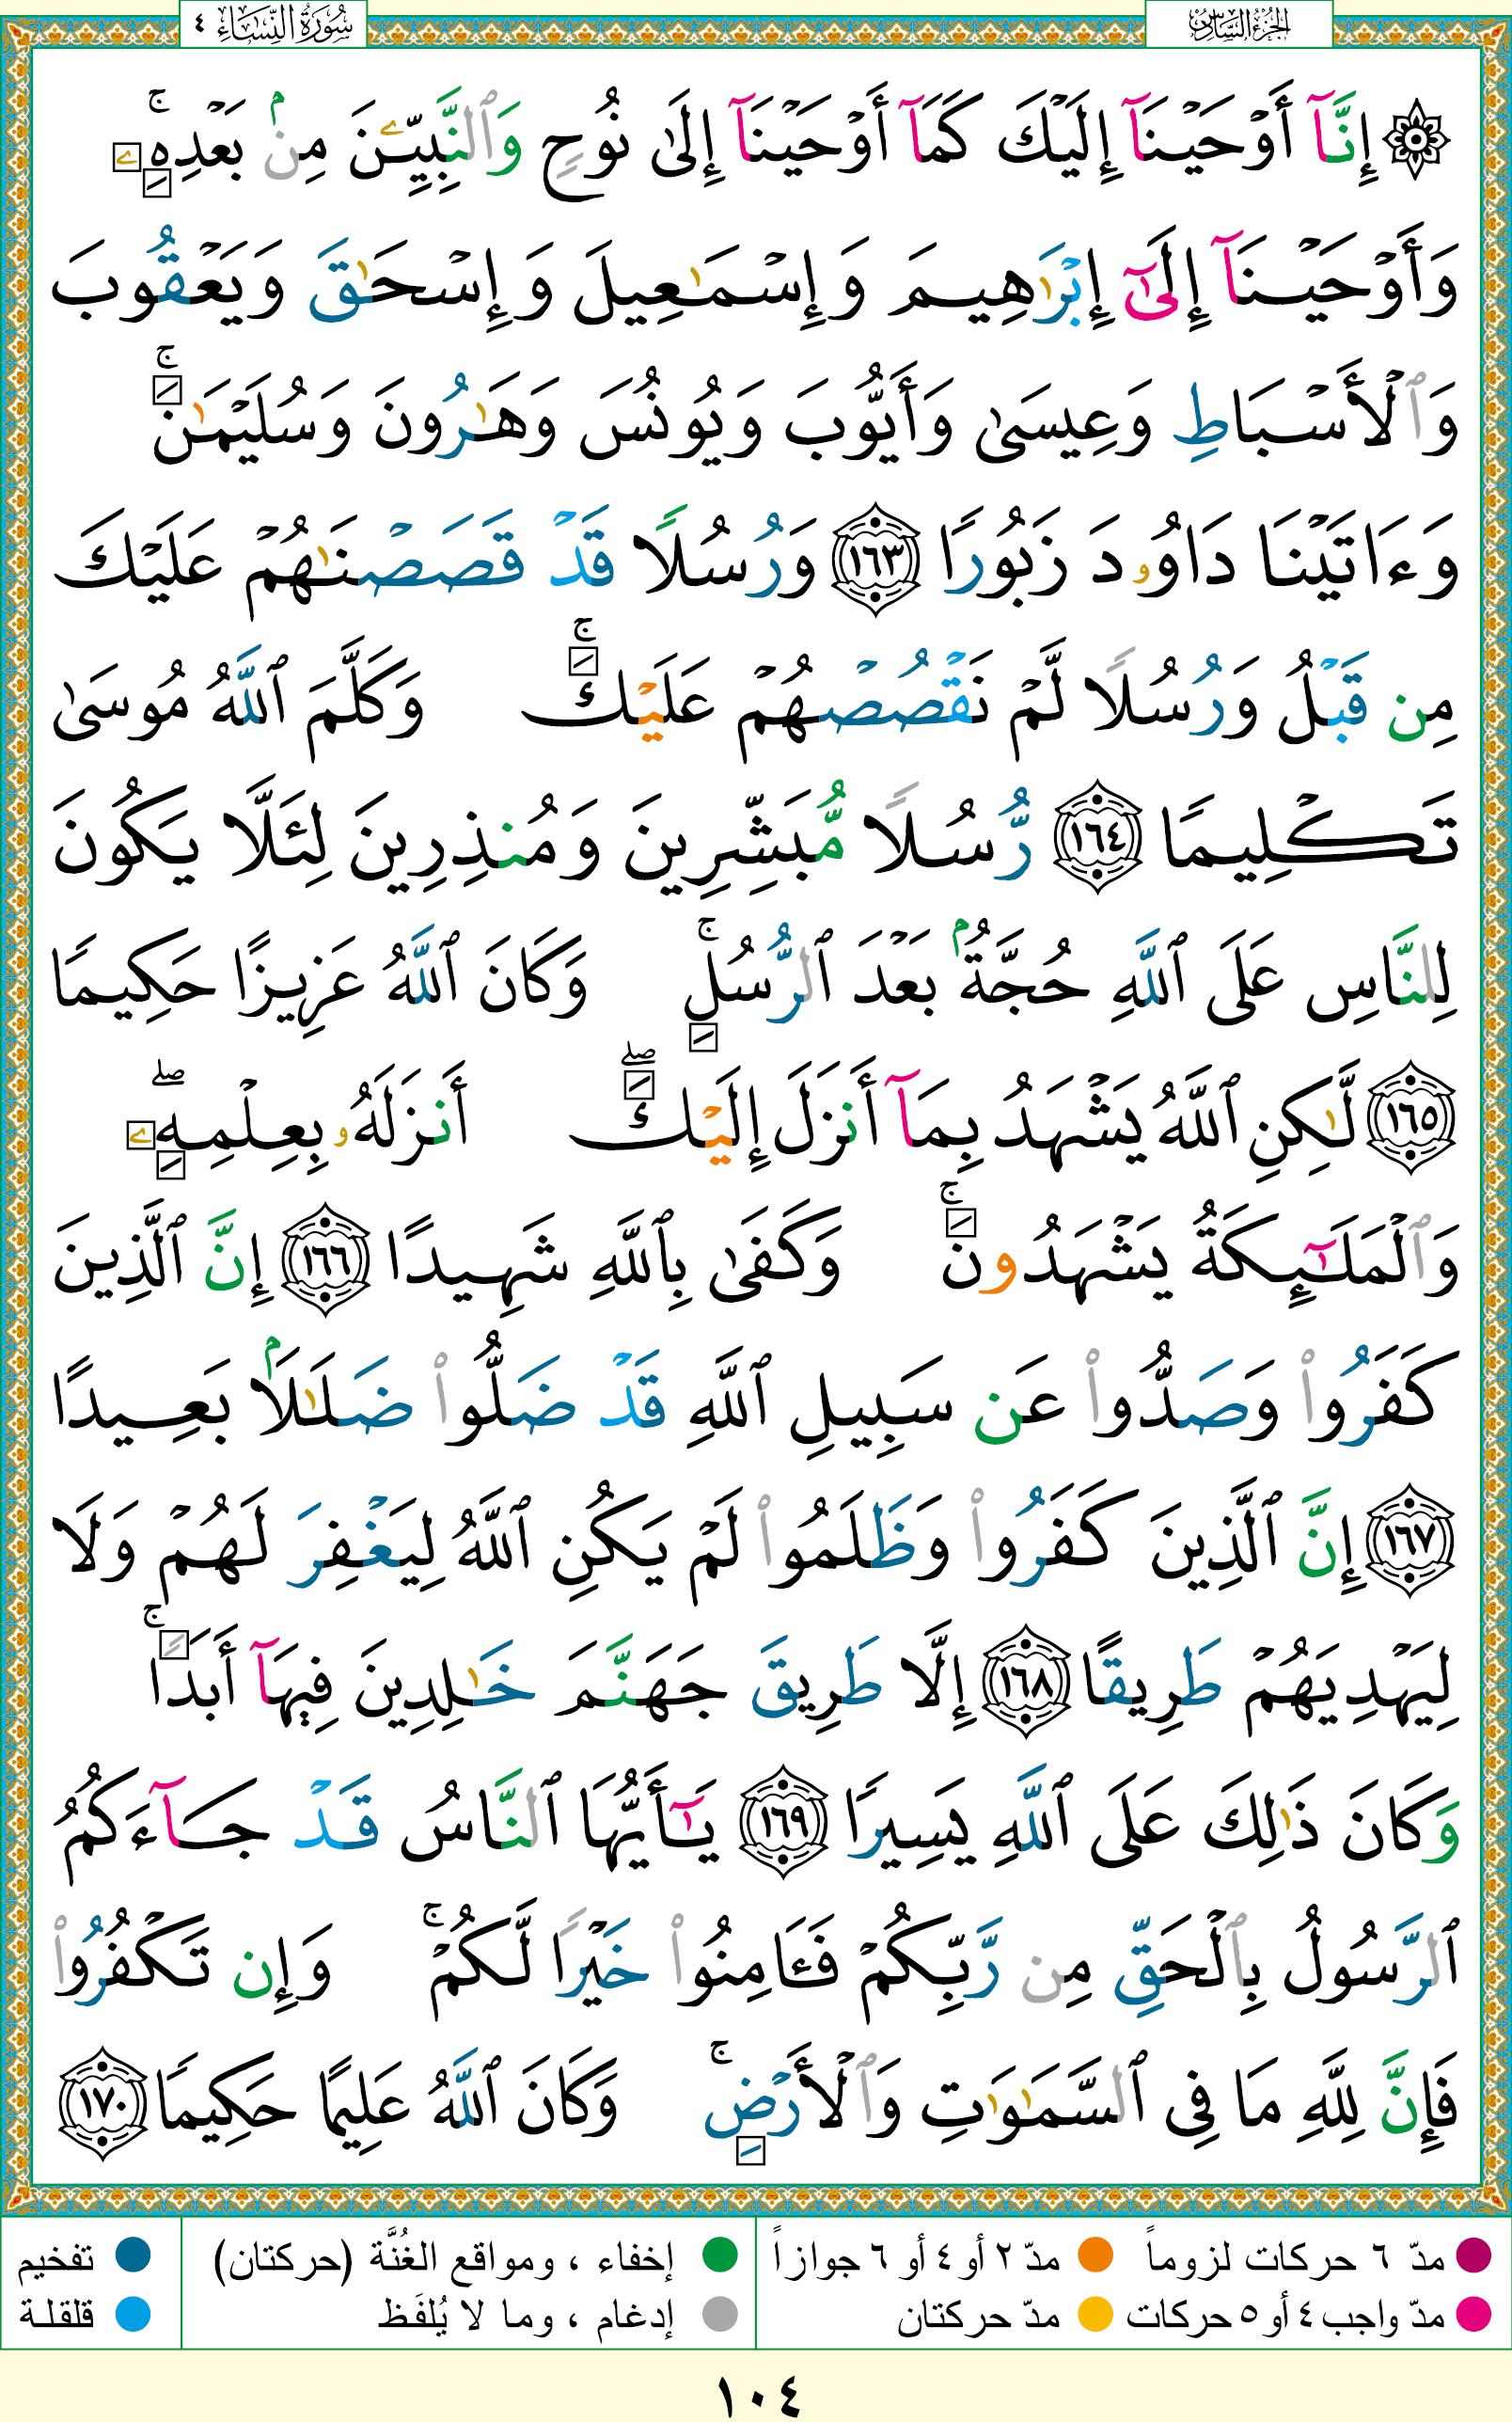 الجزء السادس
سورة النساء ٤
۞ إِنَّآ أَوْحَيْنَآ إِلَيْكَ كَمَآ أَوْحَيْنَآ إِلَىٰ نُوحٍ وَٱلنَّبِيِّـۧنَ مِنۢ بَعْدِهِۦ ۚ
وَأَوْحَيْنَآ إِلَىٰٓ إِبْرَٰهِيمَ وَإِسْمَـٰعِيلَ وَإِسْحَـٰقَ وَيَعْقُوبَ
وَٱلْأَسْبَاطِ وَعِيسَىٰ وَأَيُّوبَ وَيُونُسَ وَهَـٰرُونَ وَسُلَيْمَـٰنَ ۚ
وَءَاتَيْنَا دَاوُۥدَ زَبُورًا ١٦٣ وَرُسُلًا قَدْ قَصَصْنَـٰهُمْ عَلَيْكَ
مِن قَبْلُ وَرُسُلًا لَّمْ نَقْصُصْهُمْ عَلَيْكَ ۚ وَكَلَّمَ ٱللَّهُ مُوسَىٰ
تَكْلِيمًا ١٦٤ رُّسُلًا مُّبَشِّرِينَ وَمُنذِرِينَ لِئَلَّا يَكُونَ
لِلنَّاسِ عَلَى ٱللَّهِ حُجَّةٌۢ بَعْدَ ٱلرُّسُلِ ۚ وَكَانَ ٱللَّهُ عَزِيزًا حَكِيمًا
١٦٥ لَّـٰكِنِ ٱللَّهُ يَشْهَدُ بِمَآ أَنزَلَ إِلَيْكَ ۖ أَنزَلَهُۥ بِعِلْمِهِۦ ۖ
وَٱلْمَلَـٰٓئِكَةُ يَشْهَدُونَ ۚ وَكَفَىٰ بِٱللَّهِ شَهِيدًا ١٦٦ إِنَّ ٱلَّذِينَ
كَفَرُوا۟ وَصَدُّوا۟ عَن سَبِيلِ ٱللَّهِ قَدْ ضَلُّوا۟ ضَلَـٰلًۢا بَعِيدًا
١٦٧ إِنَّ ٱلَّذِينَ كَفَرُوا۟ وَظَلَمُوا۟ لَمْ يَكُنِ ٱللَّهُ لِيَغْفِرَ لَهُمْ وَلَا
لِيَهْدِيَهُمْ طَرِيقًا ١٦٨ إِلَّا طَرِيقَ جَهَنَّمَ خَـٰلِدِينَ فِيهَآ أَبَدًا ۚ
وَكَانَ ذَٰلِكَ عَلَى ٱللَّهِ يَسِيرًا ١٦٩ يَـٰٓأَيُّهَا ٱلنَّاسُ قَدْ جَآءَكُمُ
ٱلرَّسُولُ بِٱلْحَقِّ مِن رَّبِّكُمْ فَـَٔامِنُوا۟ خَيْرًا لَّكُمْ ۚ وَإِن تَكْفُرُوا۟
فَإِنَّ لِلَّهِ مَا فِى ٱلسَّمَـٰوَٰتِ وَٱلْأَرْضِ ۚ وَكَانَ ٱللَّهُ عَلِيمًا حَكِيمًا ١٧٠
مدّ ٦ حركات لزوماً مدّ ٢ أو ٤ أو ٦ جوازاً إخفاء ، ومواقع الغُنَّة (حركتان) تفخيم
مدّ واجب ٤ أو ٥ حركات مدّ حركتان إدغام ، وما لا يُلفَظ قلقلة
١٠٤